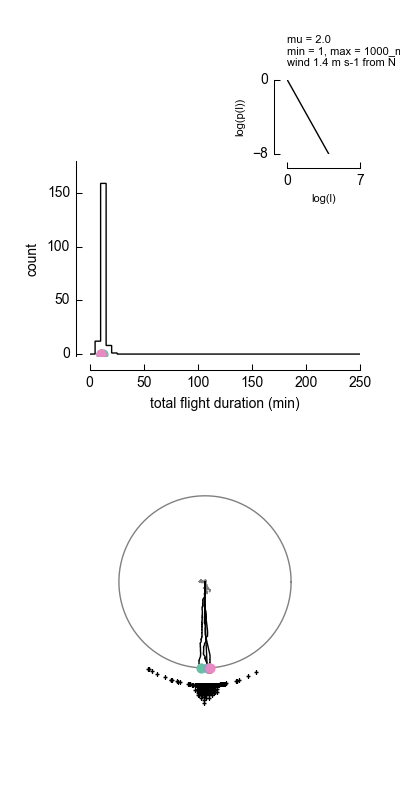 mu = 2.0
min = 1, max = 1000_m
wind 1.4 m s-1 from N
0
log(p(l))
−8
0
7
log(l)
150
100
50
0
count
0
50
100
150
200
250
total flight duration (min)